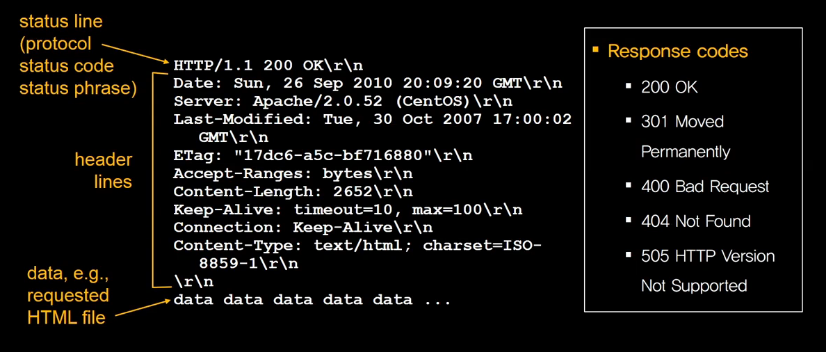 status line
(protocol
status code
status phrase)
HTTP/1.1 200 OK\r\n
Date: Sun, 26 Sep 2010 20:09:20 GMT\r\n
Server: Apache/2.0.52 (CentOS)\r\n
Last-Modified: Tue, 30 Oct 2007 17:00:02
GMT\r\n
ETag: "17dc6-a5c-bf716880"\r\n
Accept-Ranges: bytes\r\n
Content-Length: 2652\r\n
Keep-Alive: timeout=10, max=100\r\n
Connection: Keep-Alive\r\n
Content-Type: text/html; charset=ISO-
8859-1\r\n
\r\n
data data data data data ...
header
lines
data, e.g.,
requested
HTML file
▪ Response codes
▪ 200 OK
▪ 301 Moved
Permanently
▪ 400 Bad Request
▪ 404 Not Found
▪ 505 HTTP Version
Not Supported